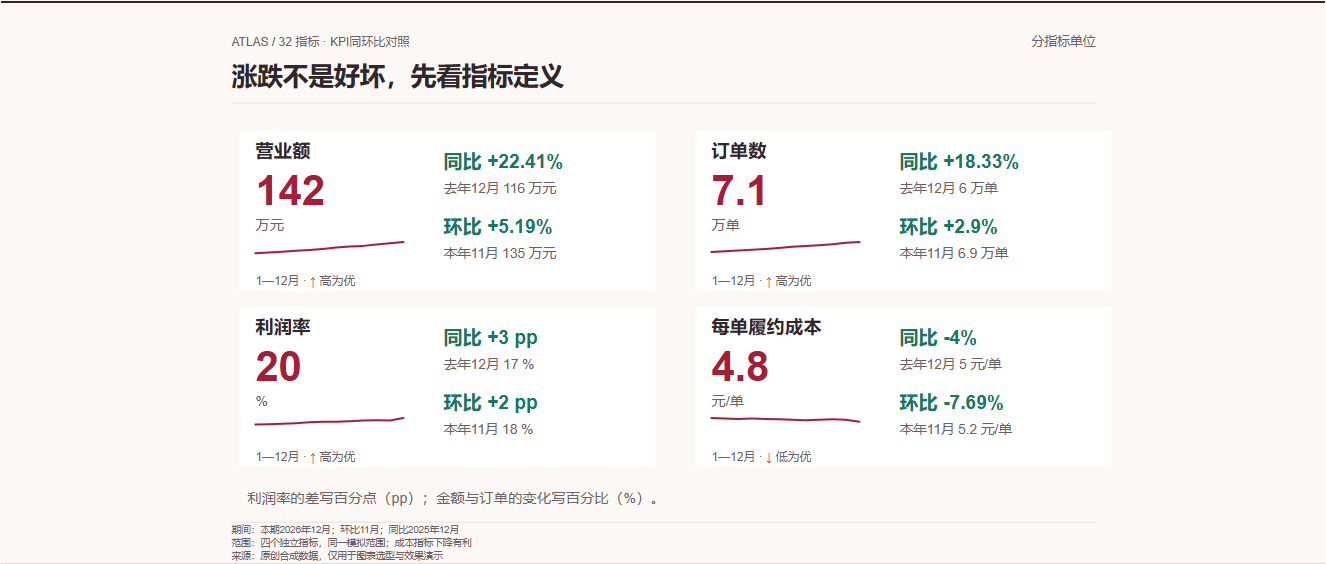 ATLAS / 32 指标 · KPI同环比对照
分指标单位
涨跌不是好坏，先看指标定义
营业额
142
万元
1—12月 · ↑ 高为优
同比 +22.41%
去年12月 116 万元
环比 +5.19%
本年11月 135 万元
订单数
7.1
万单
1—12月 · ↑ 高为优
同比 +18.33%
去年12月 6 万单
环比 +2.9%
本年11月 6.9 万单
利润率
20
%
1—12月 · ↑ 高为优
同比 +3 pp
去年12月 17 %
环比 +2 pp
本年11月 18 %
每单履约成本
4.8
元/单
1—12月 · ↓ 低为优
同比 -4%
去年12月 5 元/单
环比 -7.69%
本年11月 5.2 元/单
利润率的差写百分点（pp）；金额与订单的变化写百分比（%）。
期间：本期2026年12月；环比11月；同比2025年12月
范围：四个独立指标，同一模拟范围；成本指标下降有利
来源：原创合成数据，仅用于图表选型与效果演示